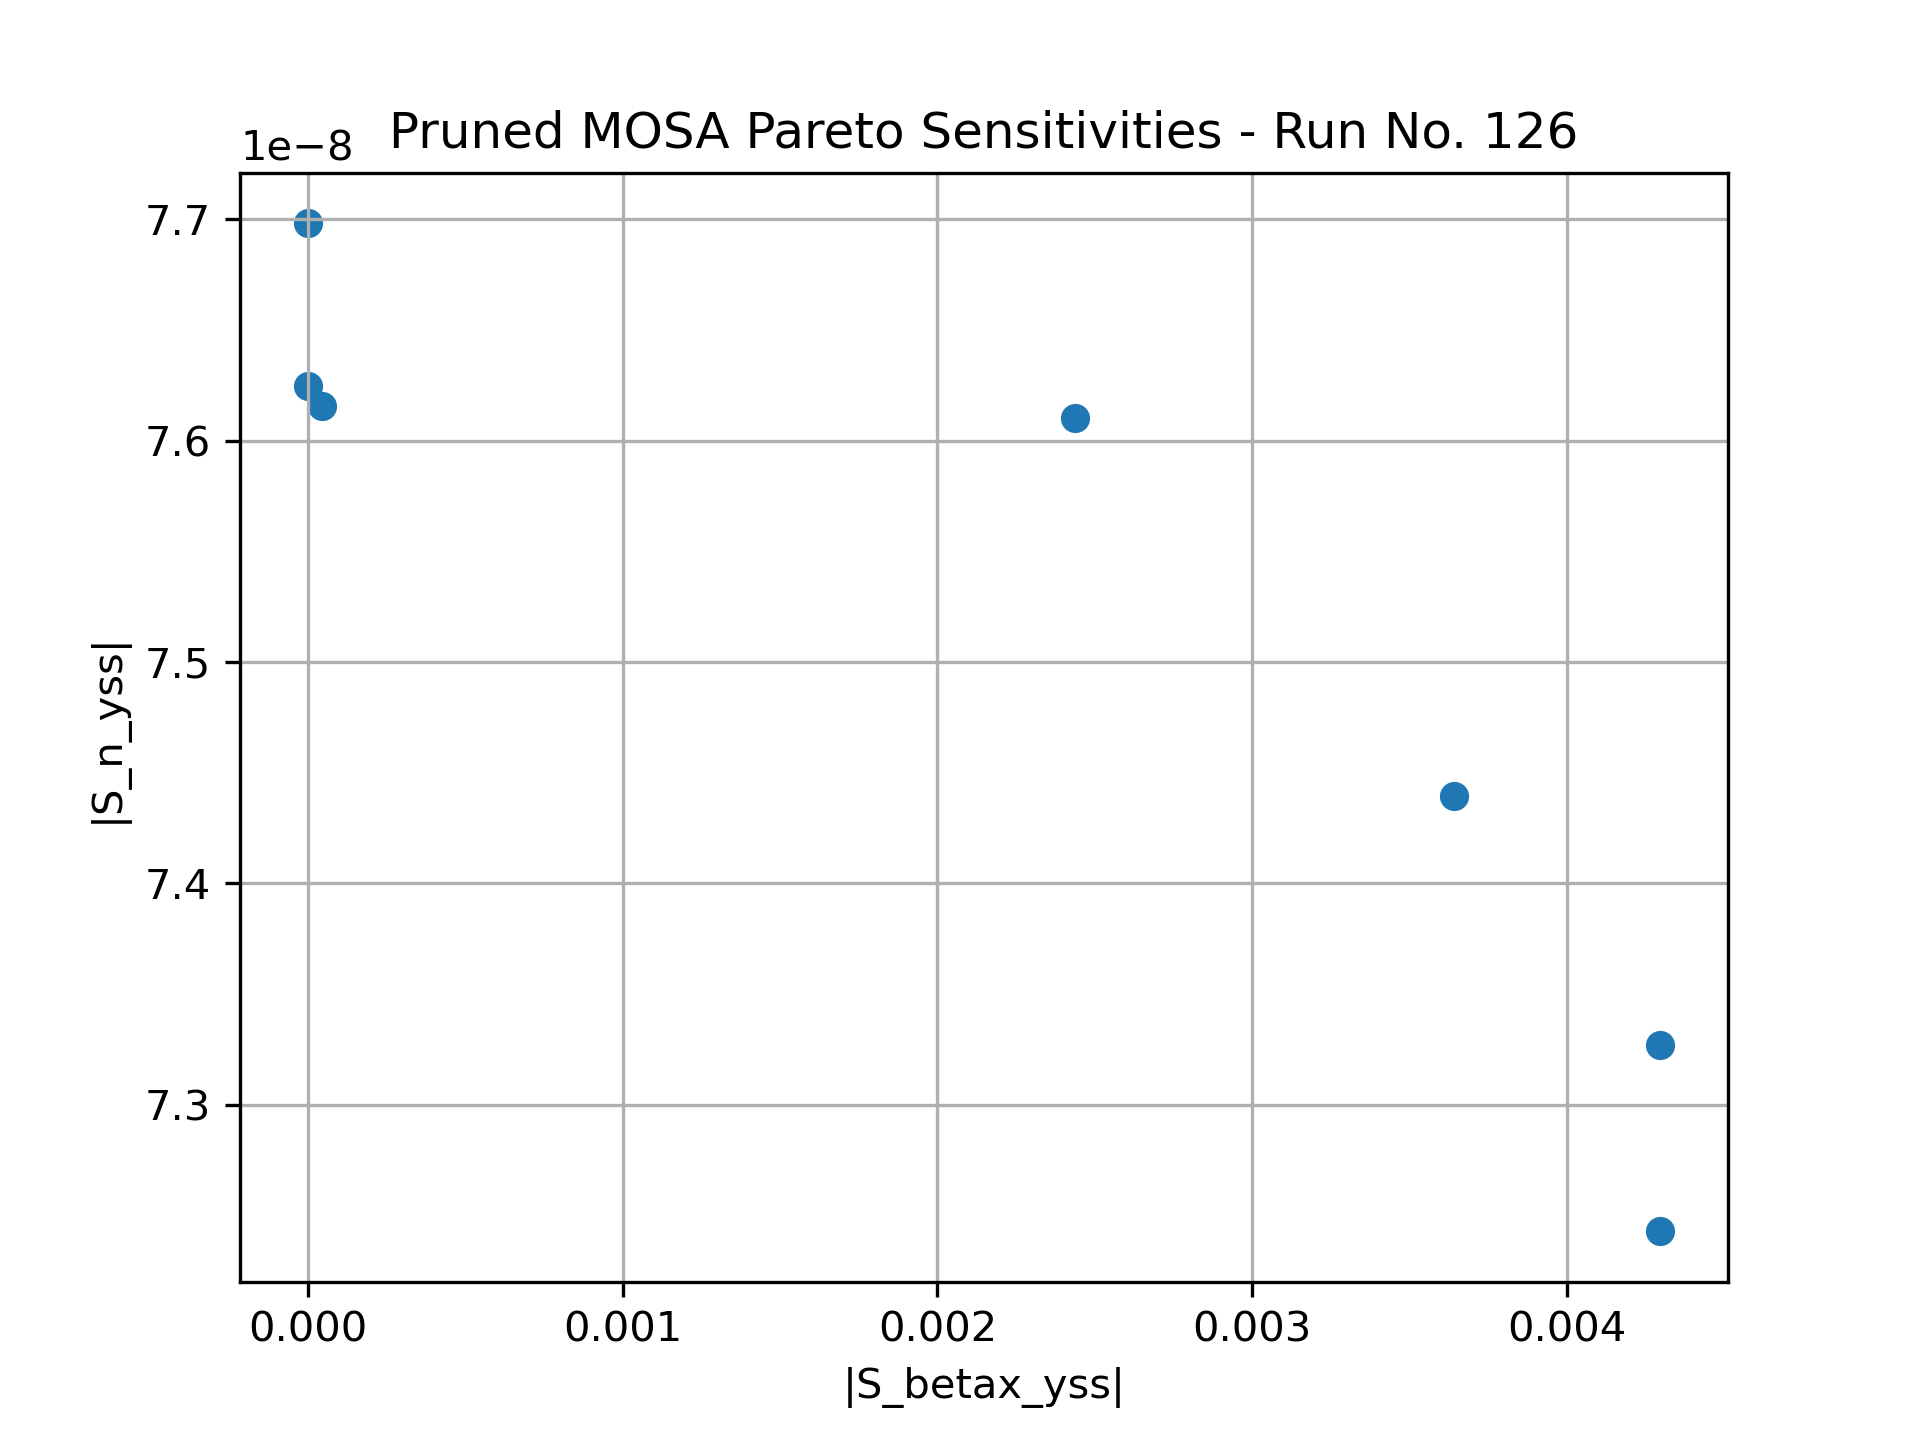 Pruned MOSA Pareto Sensitivities - Run No. 126
1e−8
7.7
7.6
7.5
7.4
7.3
|S_n_yss|
0.000 0.001 0.002 0.003 0.004
|S_betax_yss|